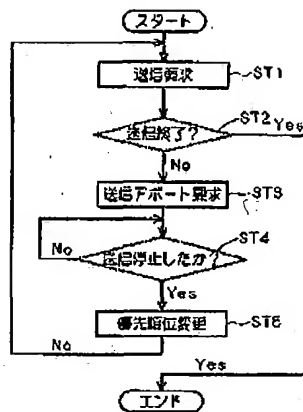 スタート
送信要求
ST1
送信終了?
ST2
Yes
No
送信アボート要求
ST3
送信停止したか?
ST4
No
Yes
優先順位変更
ST5
No
Yes
エンド